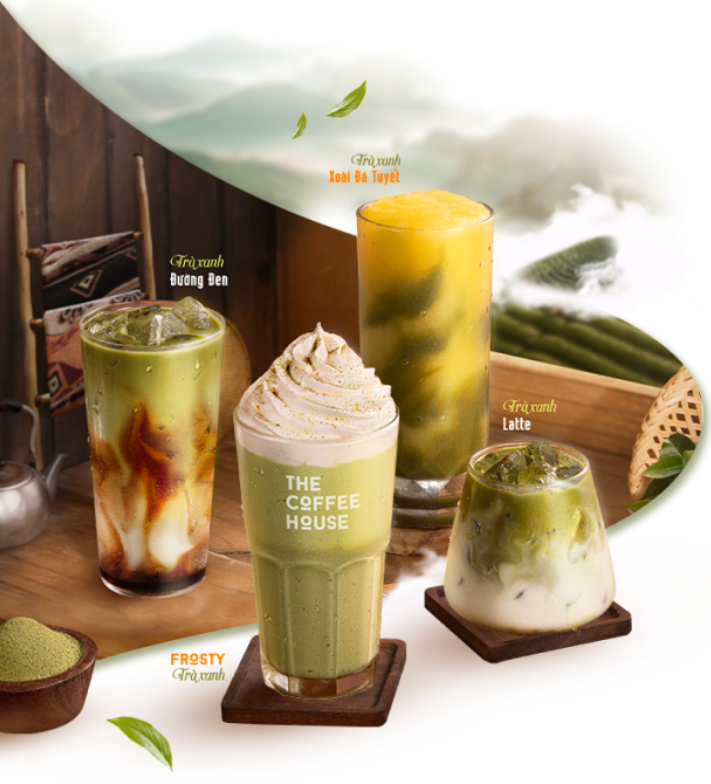 Trà xanh
Xoài Đá Tuyết
Trà xanh
Đường Đen
Trà xanh
Latte
THE
COFFEE
HOUSE
FROSTY
Trà xanh